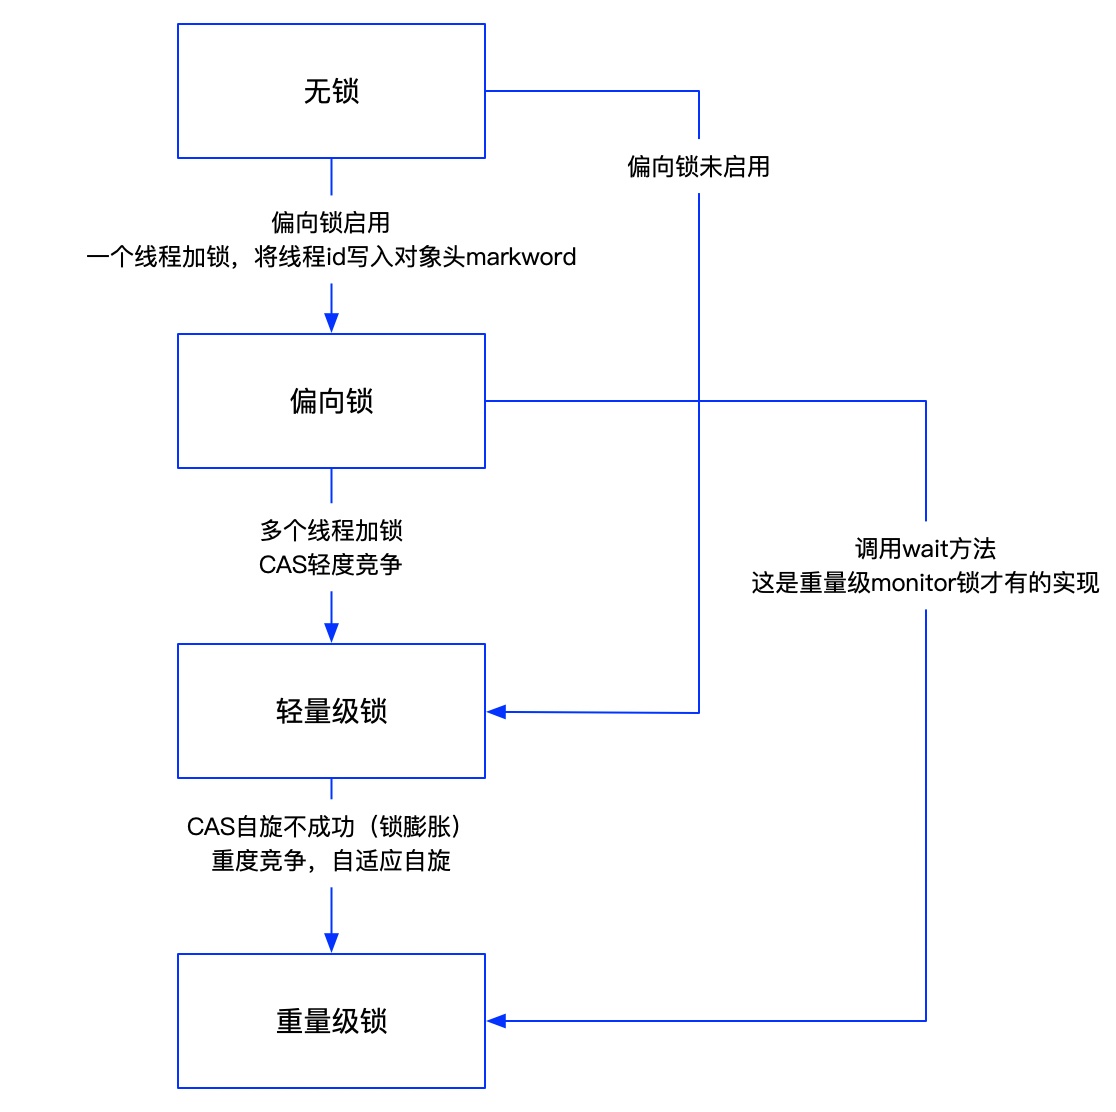 无锁
偏向锁未启用
偏向锁启用
一个线程加锁，将线程id写入对象头markword
偏向锁
多个线程加锁
CAS轻度竞争
调用wait方法
这是重量级monitor锁才有的实现
轻量级锁
CAS自旋不成功（锁膨胀）
重度竞争，自适应自旋
重量级锁